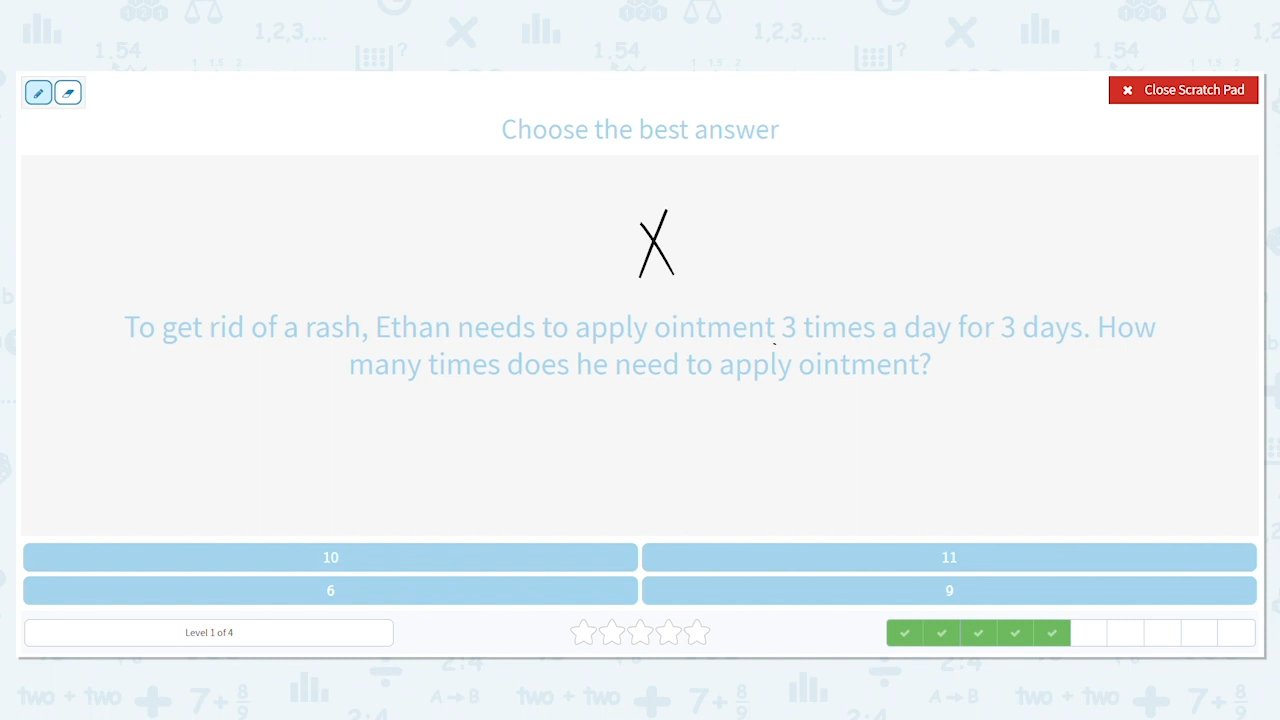 Close Scratch Pad
Choose the best answer
X
To get rid of a rash, Ethan needs to apply ointment 3 times a day for 3 days. How
many times does he need to apply ointment?
10
11
6
9
Level 1 of 4